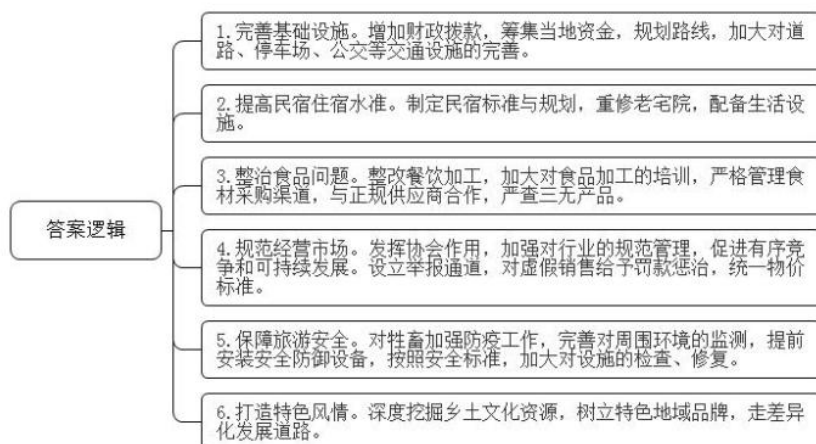 答案逻辑
1.完善基础设施。增加财政拨款，筹集当地资金，规划路线，加大对道
路、停车场、公交等交通设施的完善。
2.提高民宿住宿水准。制定民宿标准与规划，重修老宅院，配备生活设
施。
3.整治食品问题。整改餐饮加工，加大对食品加工的培训，严格管理食
材采购渠道，与正规供应商合作，严查三无产品。
4.规范经营市场。发挥协会作用，加强对行业的规范管理，促进有序竞
争和可持续发展。设立举报通道，对虚假销售给予罚款惩治，统一物价
标准。
5.保障旅游安全。对牲畜加强防疫工作，完善对周围环境的监测，提前
安装安全防御设备，按照安全标准，加大对设施的检查、修复。
6.打造特色风情。深度挖掘乡土文化资源，树立特色地域品牌，走差异
化发展道路。